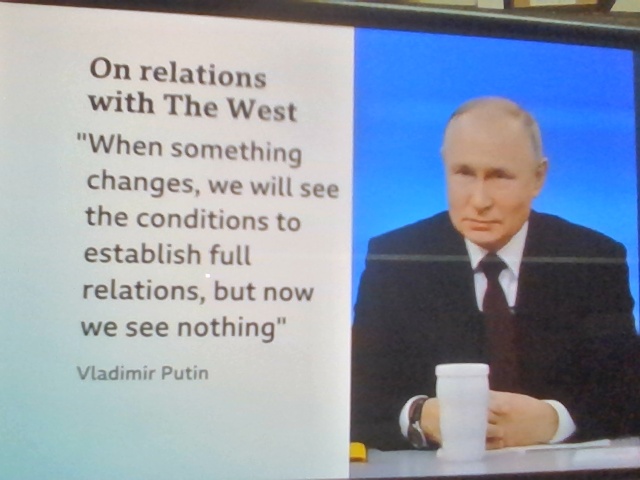 On relations
with The West
"When something
changes, we will see
the conditions to
establish full
relations, but now
we see nothing"
Vladimir Putin